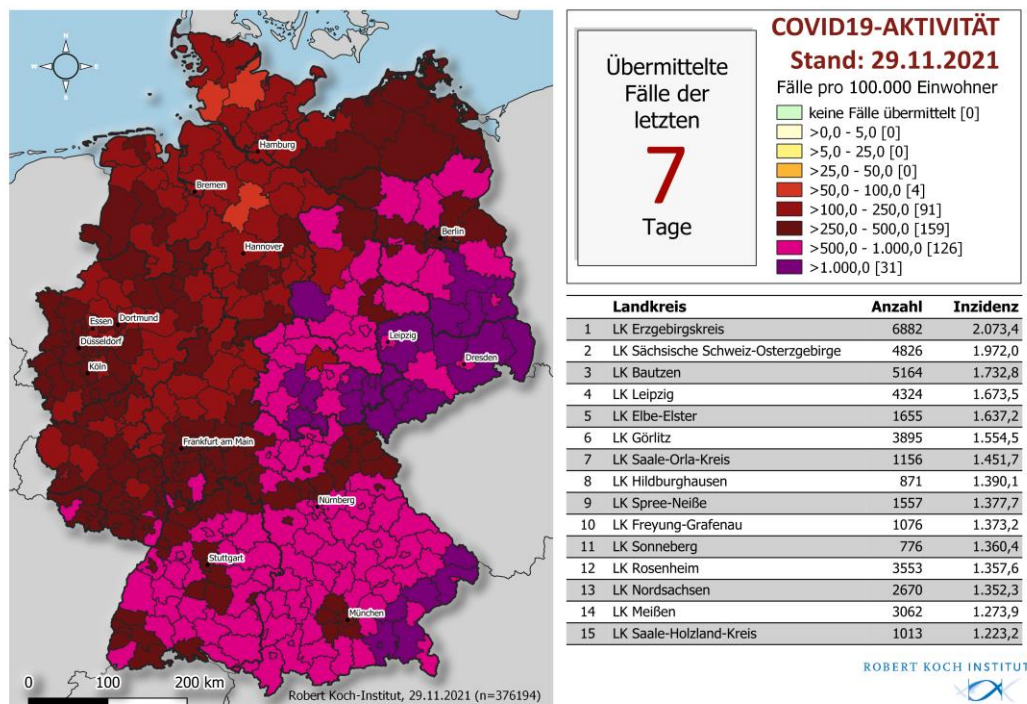 N
W
E
S
Hamburg
Bremen
Berlin
Hannover
Essen
Dortmund
Düsseldorf
Köln
Leipzig
Dresden
Frankfurt am Main
Nürnberg
Stuttgart
München
0 100 200 km
Robert Koch-Institut, 29.11.2021 (n=376194)
Übermittelte
Fälle der
letzten
7
Tage
COVID19-AKTIVITÄT
Stand: 29.11.2021
Fälle pro 100.000 Einwohner
keine Fälle übermittelt [0]
>0,0 - 5,0 [0]
>5,0 - 25,0 [0]
>25,0 - 50,0 [0]
>50,0 - 100,0 [4]
>100,0 - 250,0 [91]
>250,0 - 500,0 [159]
>500,0 - 1.000,0 [126]
>1.000,0 [31]
Landkreis Anzahl Inzidenz
1 LK Erzgebirgskreis 6882 2.073,4
2 LK Sächsische Schweiz-Osterzgebirge 4826 1.972,0
3 LK Bautzen 5164 1.732,8
4 LK Leipzig 4324 1.673,5
5 LK Elbe-Elster 1655 1.637,2
6 LK Görlitz 3895 1.554,5
7 LK Saale-Orla-Kreis 1156 1.451,7
8 LK Hildburghausen 871 1.390,1
9 LK Spree-Neiße 1557 1.377,7
10 LK Freyung-Grafenau 1076 1.373,2
11 LK Sonneberg 776 1.360,4
12 LK Rosenheim 3553 1.357,6
13 LK Nordsachsen 2670 1.352,3
14 LK Meißen 3062 1.273,9
15 LK Saale-Holzland-Kreis 1013 1.223,2
ROBERT KOCH INSTITUT